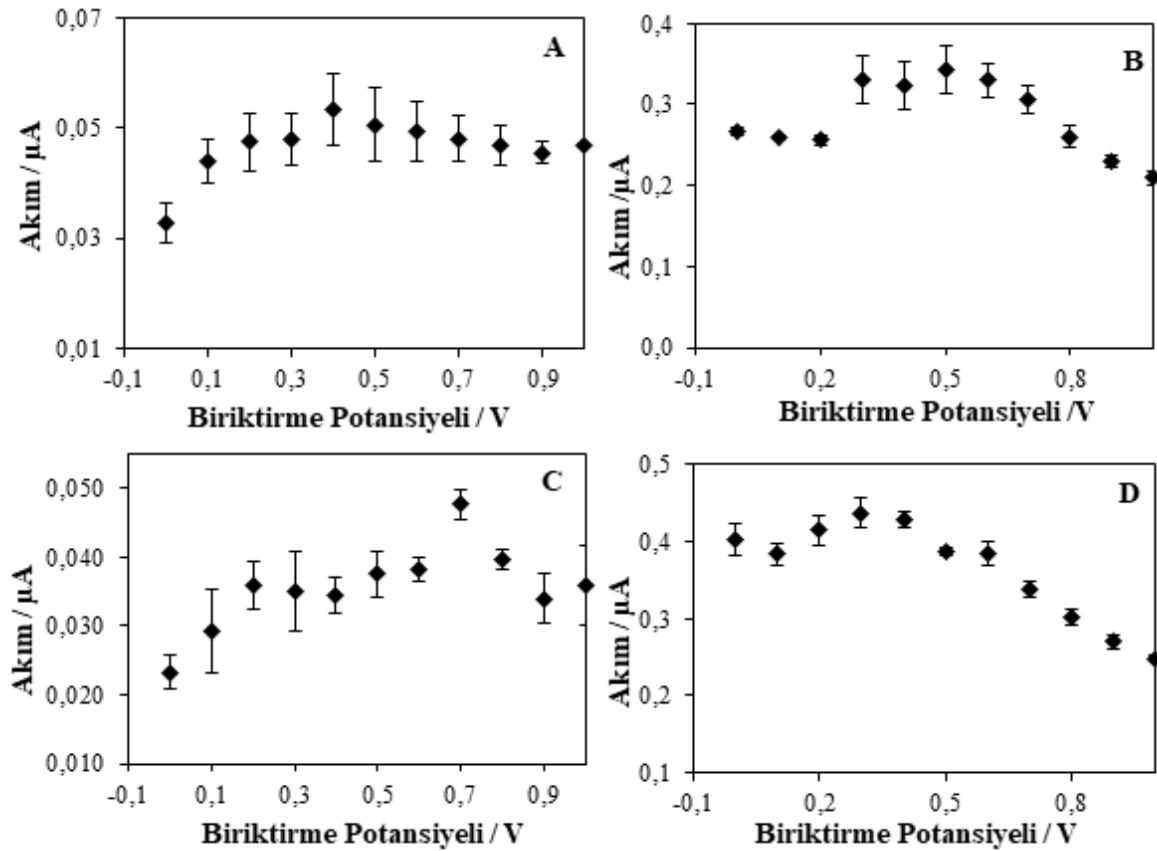 A
Akım / µA
0,07
0,05
0,03
0,01
-0,1 0,1 0,3 0,5 0,7 0,9
Biriktirme Potansiyeli / V
B
Akım /µA
0,4
0,3
0,2
0,1
0,0
-0,1 0,2 0,5 0,8
Biriktirme Potansiyeli /V
C
Akım / µA
0,050
0,040
0,030
0,020
0,010
-0,1 0,1 0,3 0,5 0,7 0,9
Biriktirme Potansiyeli / V
D
Akım / µA
0,5
0,4
0,3
0,2
0,1
-0,1 0,2 0,5 0,8
Biriktirme Potansiyeli / V